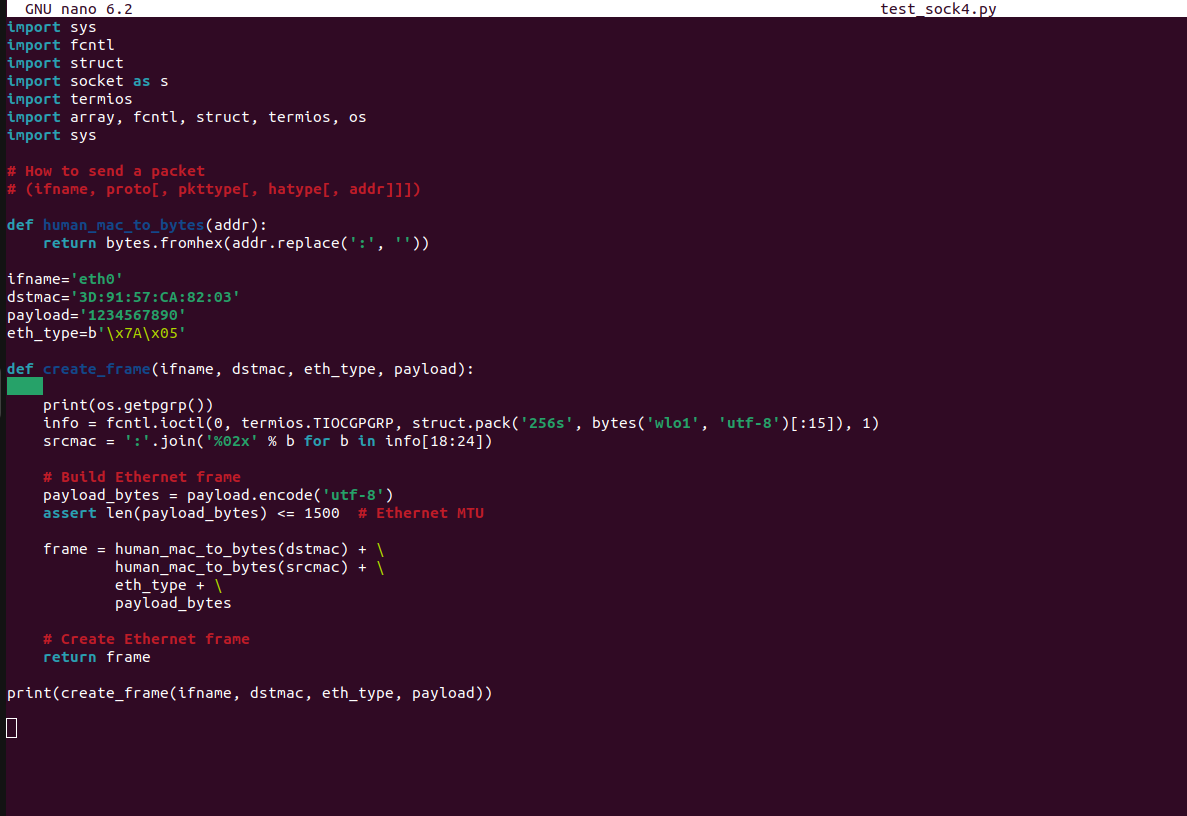 GNU nano 6.2 test_sock4.py
import sys
import fcntl
import struct
import socket as s
import termios
import array, fcntl, struct, termios, os
import sys
# How to send a packet
# (ifname, proto[, pkttype[, hatype[, addr]]])
def human_mac_to_bytes(addr):
    return bytes.fromhex(addr.replace(':', ''))
ifname='eth0'
dstmac='3D:91:57:CA:82:03'
payload='1234567890'
eth_type=b'\x7A\x05'
def create_frame(ifname, dstmac, eth_type, payload):
    print(os.getpgrp())
    info = fcntl.ioctl(0, termios.TIOCGPGRP, struct.pack('256s', bytes('wlo1', 'utf-8')[:15]), 1)
    srcmac = ':'.join('%02x' % b for b in info[18:24])
    # Build Ethernet frame
    payload_bytes = payload.encode('utf-8')
    assert len(payload_bytes) <= 1500  # Ethernet MTU
    frame = human_mac_to_bytes(dstmac) + \
            human_mac_to_bytes(srcmac) + \
            eth_type + \
            payload_bytes
    # Create Ethernet frame
    return frame
print(create_frame(ifname, dstmac, eth_type, payload))